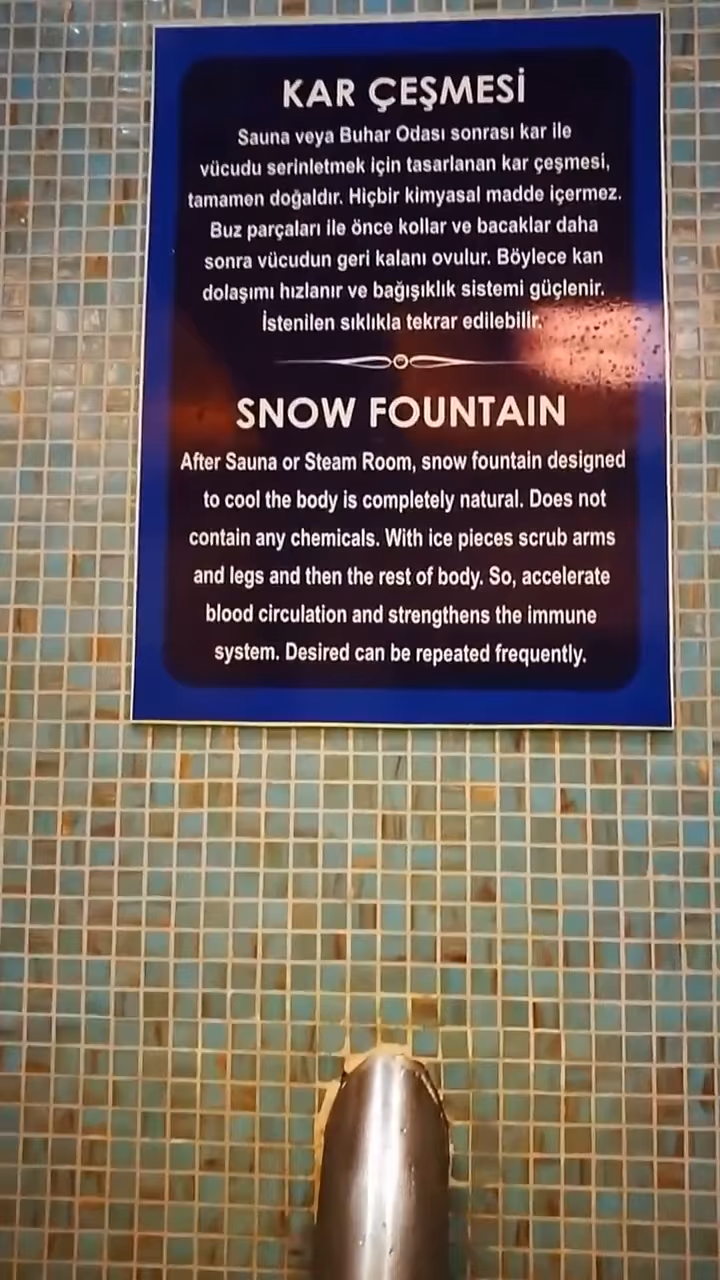 KAR ÇEŞMESİ
Sauna veya Buhar Odası sonrası kar ile
vücudu serinletmek için tasarlanan kar çeşmesi,
tamamen doğaldır. Hiçbir kimyasal madde içermez.
Buz parçaları ile önce kollar ve bacaklar daha
sonra vücudun geri kalanı ovulur. Böylece kan
dolaşımı hızlanır ve bağışıklık sistemi güçlenir.
İstenilen sıklıkla tekrar edilebilir.
SNOW FOUNTAIN
After Sauna or Steam Room, snow fountain designed
to cool the body is completely natural. Does not
contain any chemicals. With ice pieces scrub arms
and legs and then the rest of body. So, accelerate
blood circulation and strengthens the immune
system. Desired can be repeated frequently.